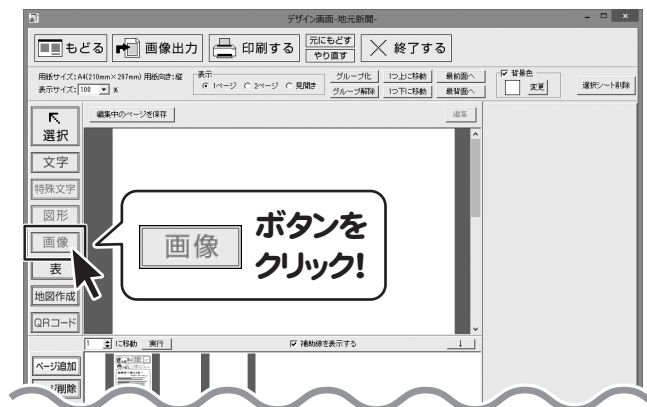 デザイン画面-地元新聞-
もどる 画像出力 印刷する 元にもどす やり直す 終了する
用紙サイズ:A4(210mm×297mm) 用紙向き:縦
表示サイズ: 100 %
表示
1ページ 2ページ 見開き
グループ化 1つ上に移動 最前面へ
グループ解除 1つ下に移動 最背面へ
背景色
変更
選択シート削除
選択
編集中のページを保存 編集
文字
特殊文字
図形
画像
表
地図作成
QRコード
画像
ボタンを
クリック!
1 に移動 実行 補助線を表示する ↓
ページ追加